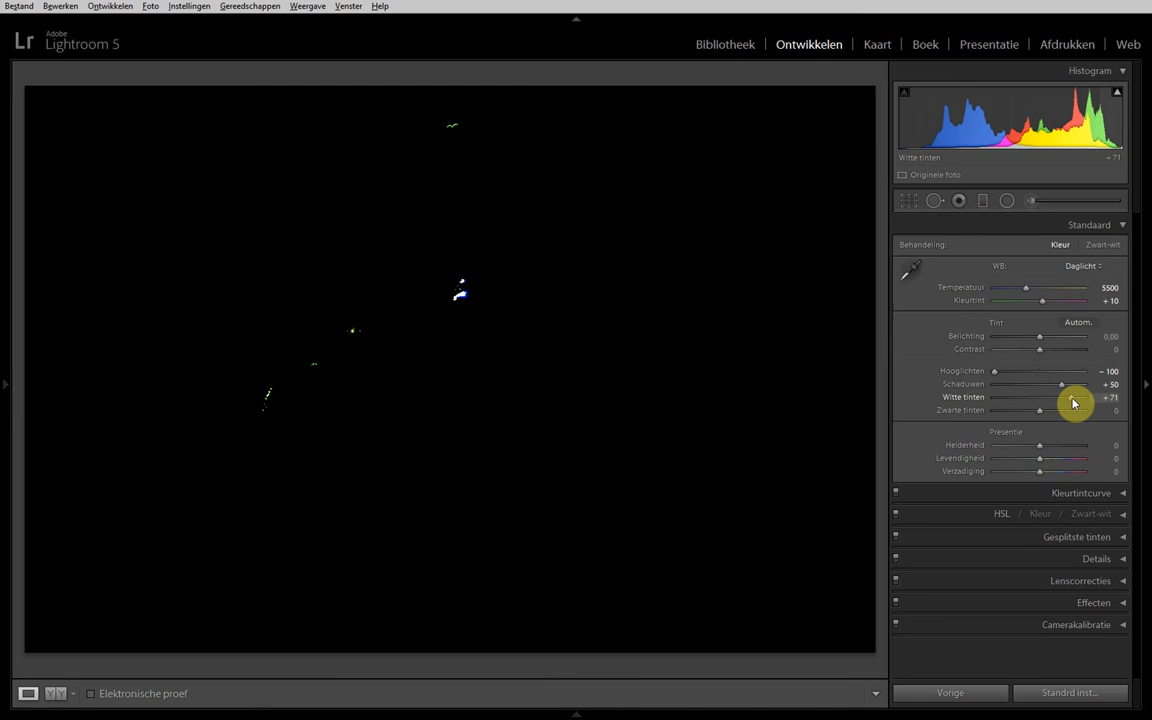 Bestand Bewerken Ontwikkelen Foto Instellingen Gereedschappen Weergave Venster Help
Lr Adobe Lightroom 5
Bibliotheek Ontwikkelen Kaart Boek Presentatie Afdrukken Web
Histogram
Witte tinten + 71
Originele foto
Standaard
Behandeling: Kleur Zwart-wit
WB: Daglicht
Temperatuur 5500
Kleurtint + 10
Tint Autom.
Belichting 0,00
Contrast 0
Hooglichten – 100
Schaduwen + 50
Witte tinten + 71
Zwarte tinten 0
Presentie
Helderheid 0
Levendigheid 0
Verzadiging 0
Kleurtintcurve
HSL / Kleur / Zwart-wit
Gesplitste tinten
Details
Lenscorrecties
Effecten
Camerakalibratie
YY Elektronische proef
Vorige Standrd inst...